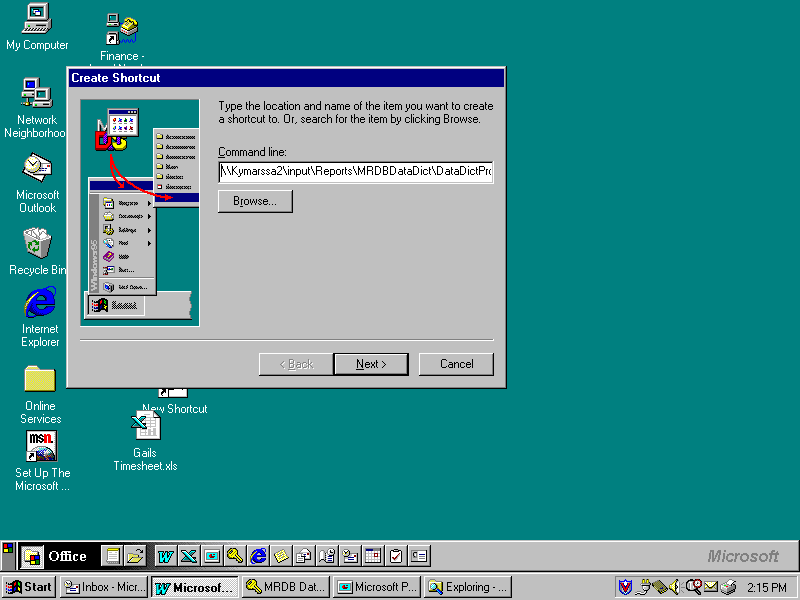 My Computer
Finance -
Create Shortcut
Network
Neighborhoo
Microsoft
Outlook
Recycle Bin
Internet
Explorer
Online
Services
msn.
Set Up The
Microsoft ...
Type the location and name of the item you want to create
a shortcut to. Or, search for the item by clicking Browse.
Command line:
\\Kymarssa2\input\Reports\MRDBDataDict\DataDictPro
Browse...
Windows95
< Back
Next >
Cancel
New Shortcut
Gails
Timesheet.xls
Office
Microsoft
Start
Inbox - Micr...
Microsof...
MRDB Dat...
Microsoft P...
Exploring - ...
2:15 PM